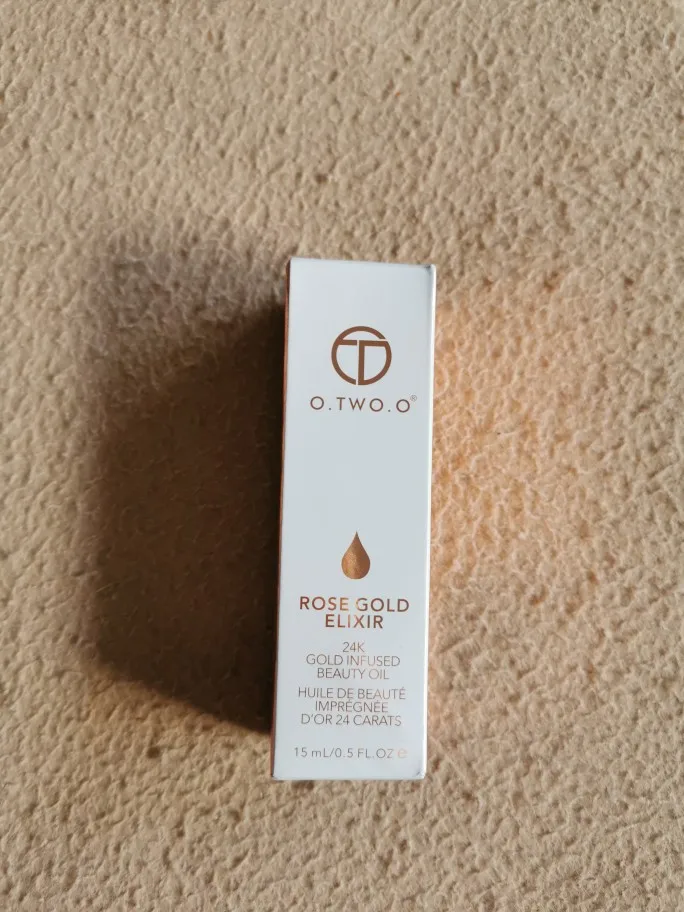 O.TWO.O®
ROSE GOLD
ELIXIR
24K
GOLD INFUSED
BEAUTY OIL
HUILE DE BEAUTÉ
IMPRÉGNÉE
D'OR 24 CARATS
15 mL/0.5 FL.OZ ℮